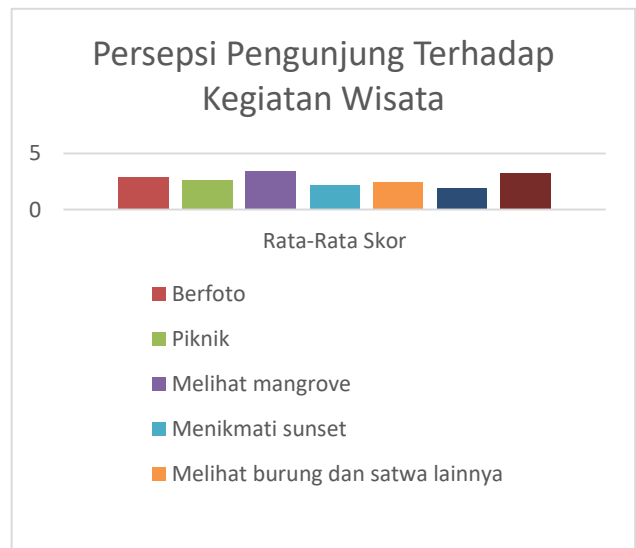 Persepsi Pengunjung Terhadap
Kegiatan Wisata
5
0
Rata-Rata Skor
Berfoto
Piknik
Melihat mangrove
Menikmati sunset
Melihat burung dan satwa lainnya